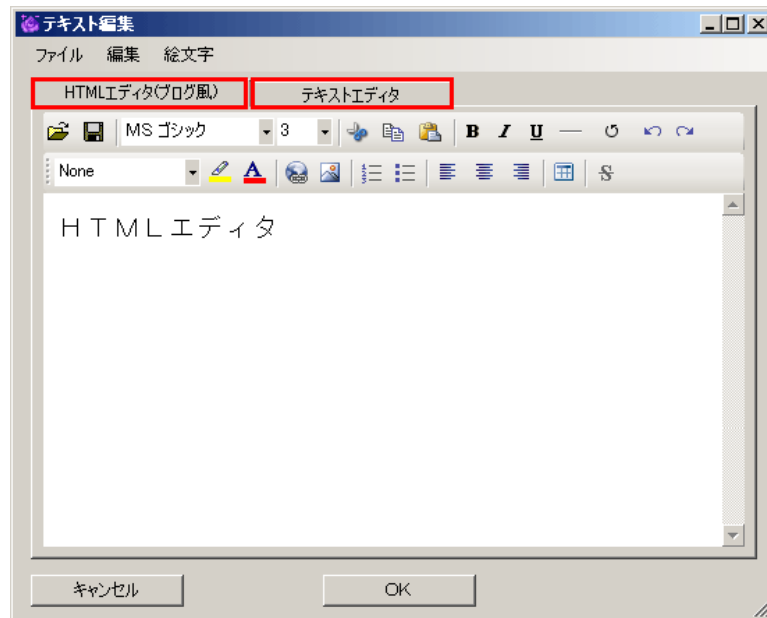 テキスト編集
ファイル 編集 絵文字
HTMLエディタ(ブログ風) テキストエディタ
MS ゴシック 3 B I U
None A S
HTMLエディタ
キャンセル OK